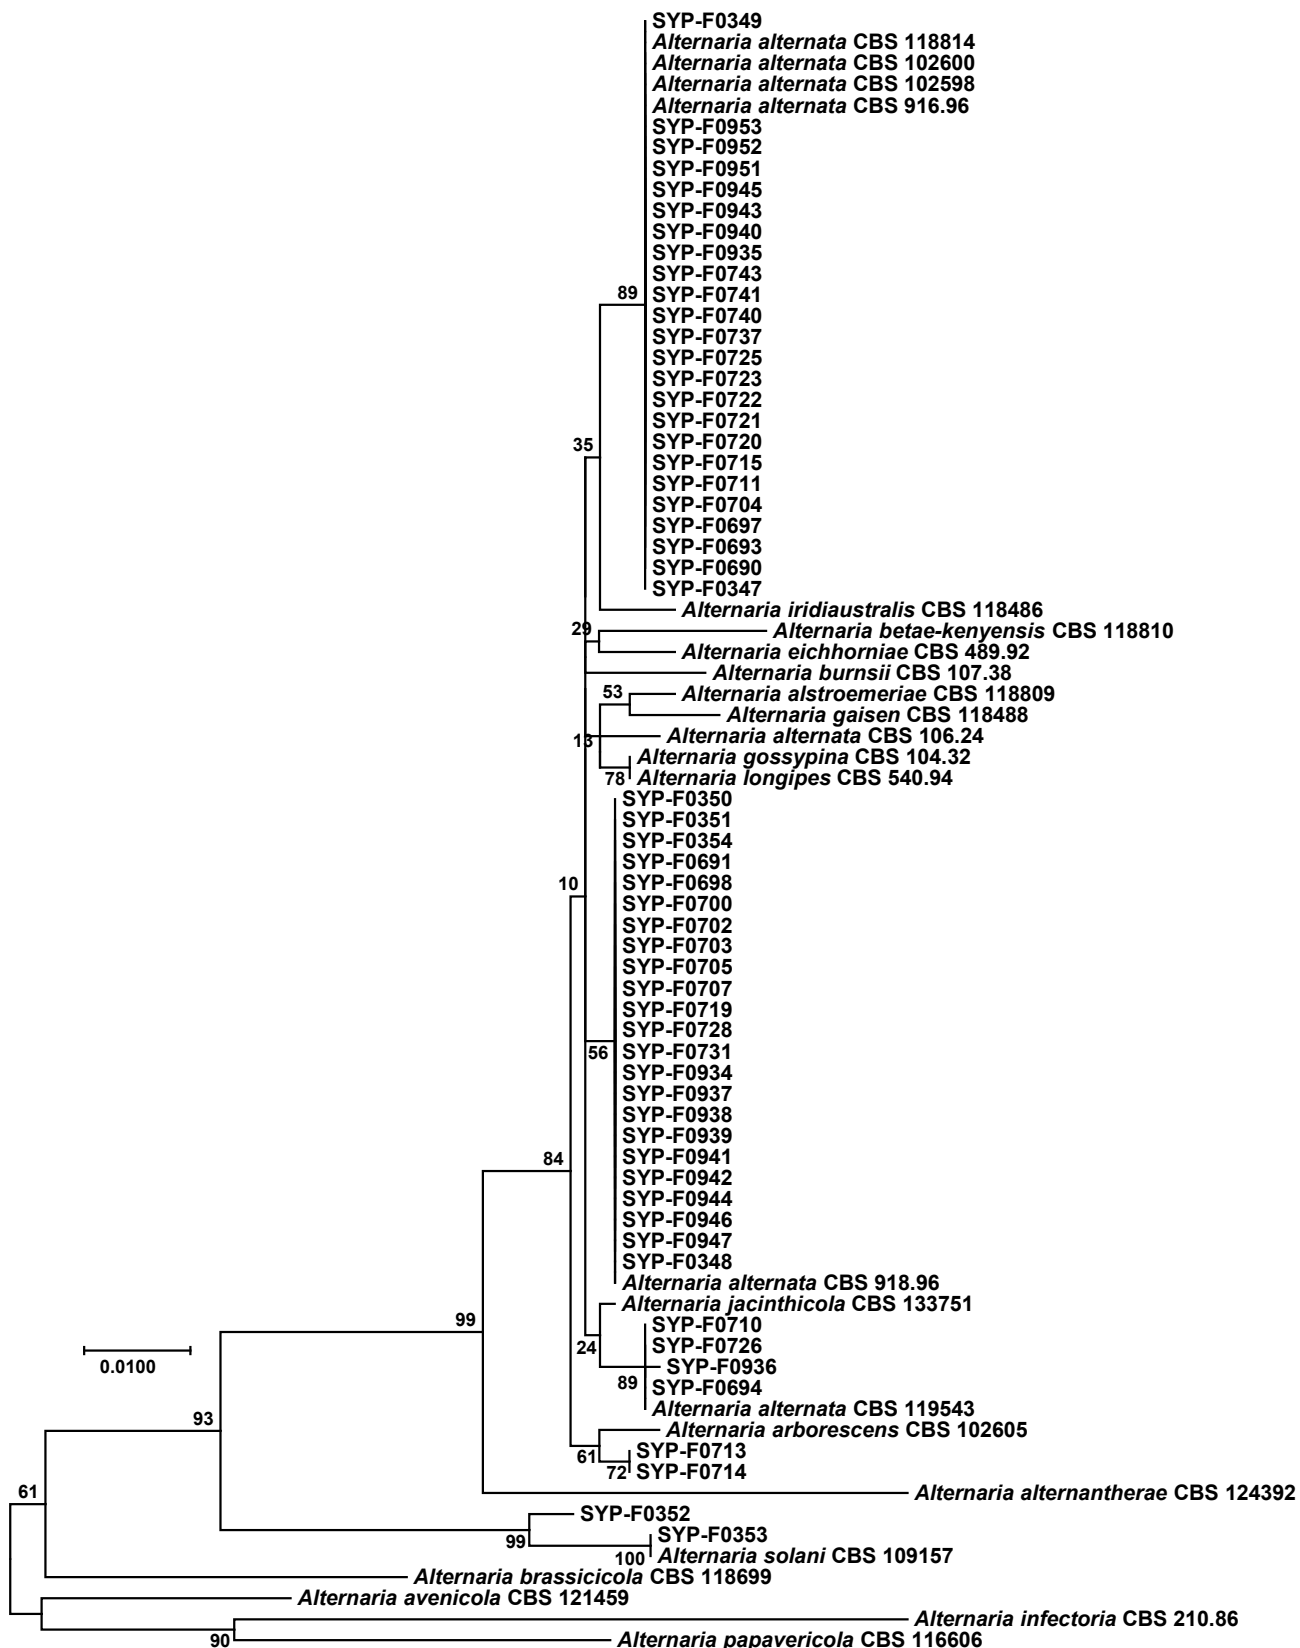 SYP-F0349
Alternaria alternata CBS 118814
Alternaria alternata CBS 102600
Alternaria alternata CBS 102598
Alternaria alternata CBS 916.96
SYP-F0953
SYP-F0952
SYP-F0951
SYP-F0945
SYP-F0943
SYP-F0940
SYP-F0935
SYP-F0743
89
SYP-F0741
SYP-F0740
SYP-F0737
SYP-F0725
SYP-F0723
SYP-F0722
SYP-F0721
SYP-F0720
35
SYP-F0715
SYP-F0711
SYP-F0704
SYP-F0697
SYP-F0693
SYP-F0690
SYP-F0347
Alternaria iridiaustralis CBS 118486
29
Alternaria betae-kenyensis CBS 118810
Alternaria eichhorniae CBS 489.92
Alternaria burnsii CBS 107.38
53
Alternaria alstroemeriae CBS 118809
Alternaria gaisen CBS 118488
13
Alternaria alternata CBS 106.24
Alternaria gossypina CBS 104.32
78
Alternaria longipes CBS 540.94
SYP-F0350
SYP-F0351
SYP-F0354
SYP-F0691
10
SYP-F0698
SYP-F0700
SYP-F0702
SYP-F0703
SYP-F0705
SYP-F0707
SYP-F0719
SYP-F0728
56
SYP-F0731
SYP-F0934
SYP-F0937
SYP-F0938
SYP-F0939
84
SYP-F0941
SYP-F0942
SYP-F0944
SYP-F0946
SYP-F0947
SYP-F0348
Alternaria alternata CBS 918.96
Alternaria jacinthicola CBS 133751
99
SYP-F0710
24
SYP-F0726
0.0100
SYP-F0936
89
SYP-F0694
Alternaria alternata CBS 119543
93
Alternaria arborescens CBS 102605
61
SYP-F0713
72
SYP-F0714
61
Alternaria alternantherae CBS 124392
SYP-F0352
99
SYP-F0353
100
Alternaria solani CBS 109157
Alternaria brassicicola CBS 118699
Alternaria avenicola CBS 121459
Alternaria infectoria CBS 210.86
90
Alternaria papavericola CBS 116606